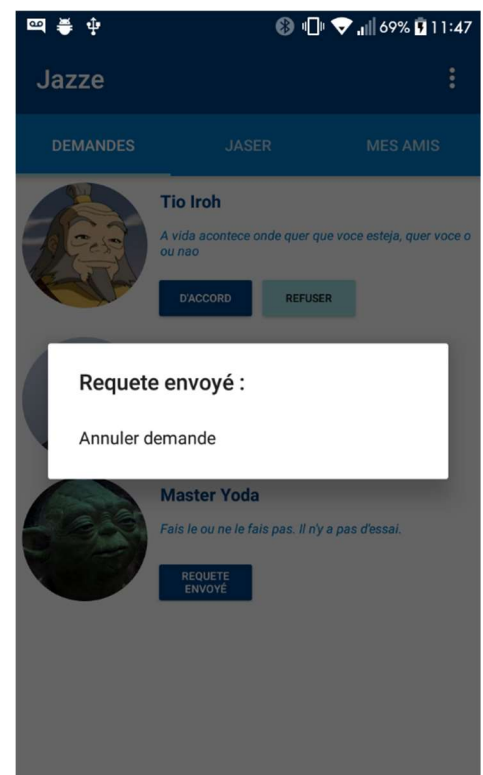 69% 11:47
Jazze
DEMANDES JASER MES AMIS
Tio Iroh
A vida acontece onde quer que voce esteja, quer voce o
ou nao
D'ACCORD REFUSER
Requete envoyé :
Annuler demande
Master Yoda
Fais le ou ne le fais pas. Il n'y a pas d'essai.
REQUETE
ENVOYÉ